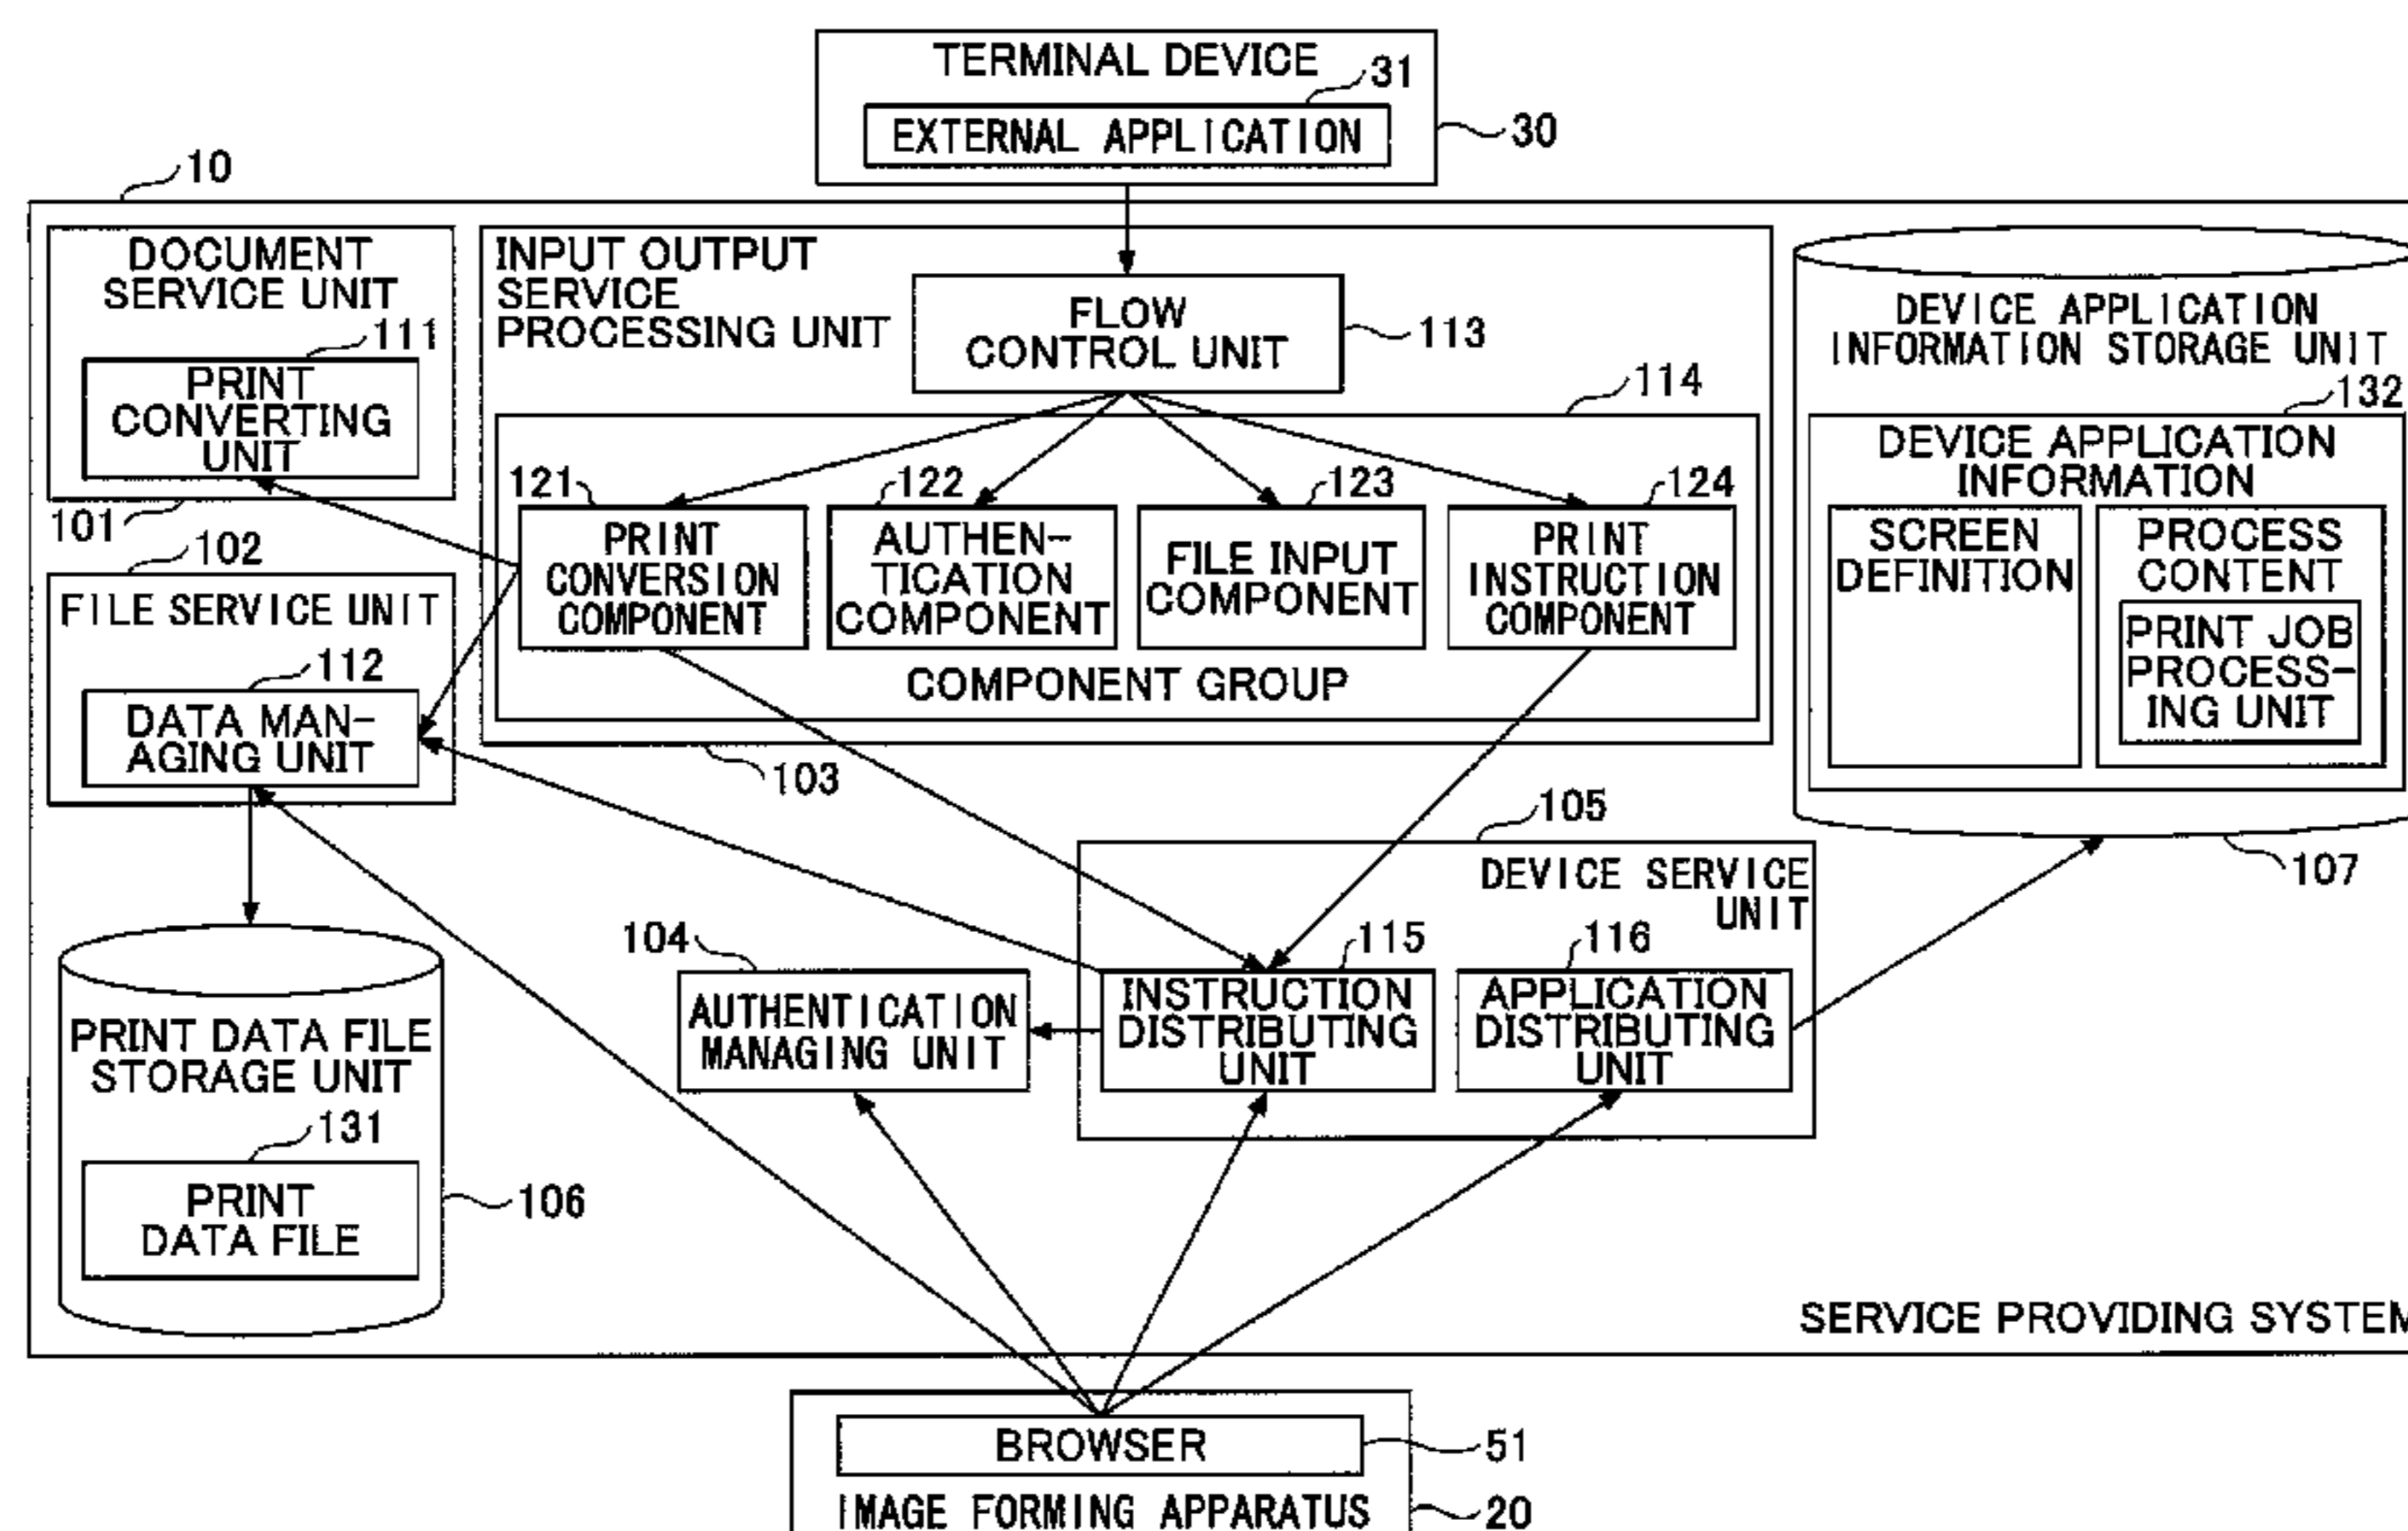 TERMINAL DEVICE
31
EXTERNAL APPLICATION
30
10
DOCUMENT
SERVICE UNIT
111
PRINT
CONVERTING
UNIT
101
INPUT OUTPUT
SERVICE
PROCESSING UNIT
FLOW
CONTROL UNIT
113
114
121
PRINT
CONVERSION
COMPONENT
122
AUTHEN-
TICATION
COMPONENT
123
FILE INPUT
COMPONENT
124
PRINT
INSTRUCTION
COMPONENT
COMPONENT GROUP
103
DEVICE APPLICATION
INFORMATION STORAGE UNIT
132
DEVICE APPLICATION
INFORMATION
SCREEN
DEFINITION
PROCESS
CONTENT
PRINT JOB
PROCESS-
ING UNIT
107
102
FILE SERVICE UNIT
112
DATA MAN-
AGING UNIT
PRINT DATA FILE
STORAGE UNIT
131
PRINT
DATA FILE
106
104
AUTHENTICATION
MANAGING UNIT
105
DEVICE SERVICE
UNIT
115
INSTRUCTION
DISTRIBUTING
UNIT
116
APPLICATION
DISTRIBUTING
UNIT
SERVICE PROVIDING SYSTEM
BROWSER
51
IMAGE FORMING APPARATUS
20